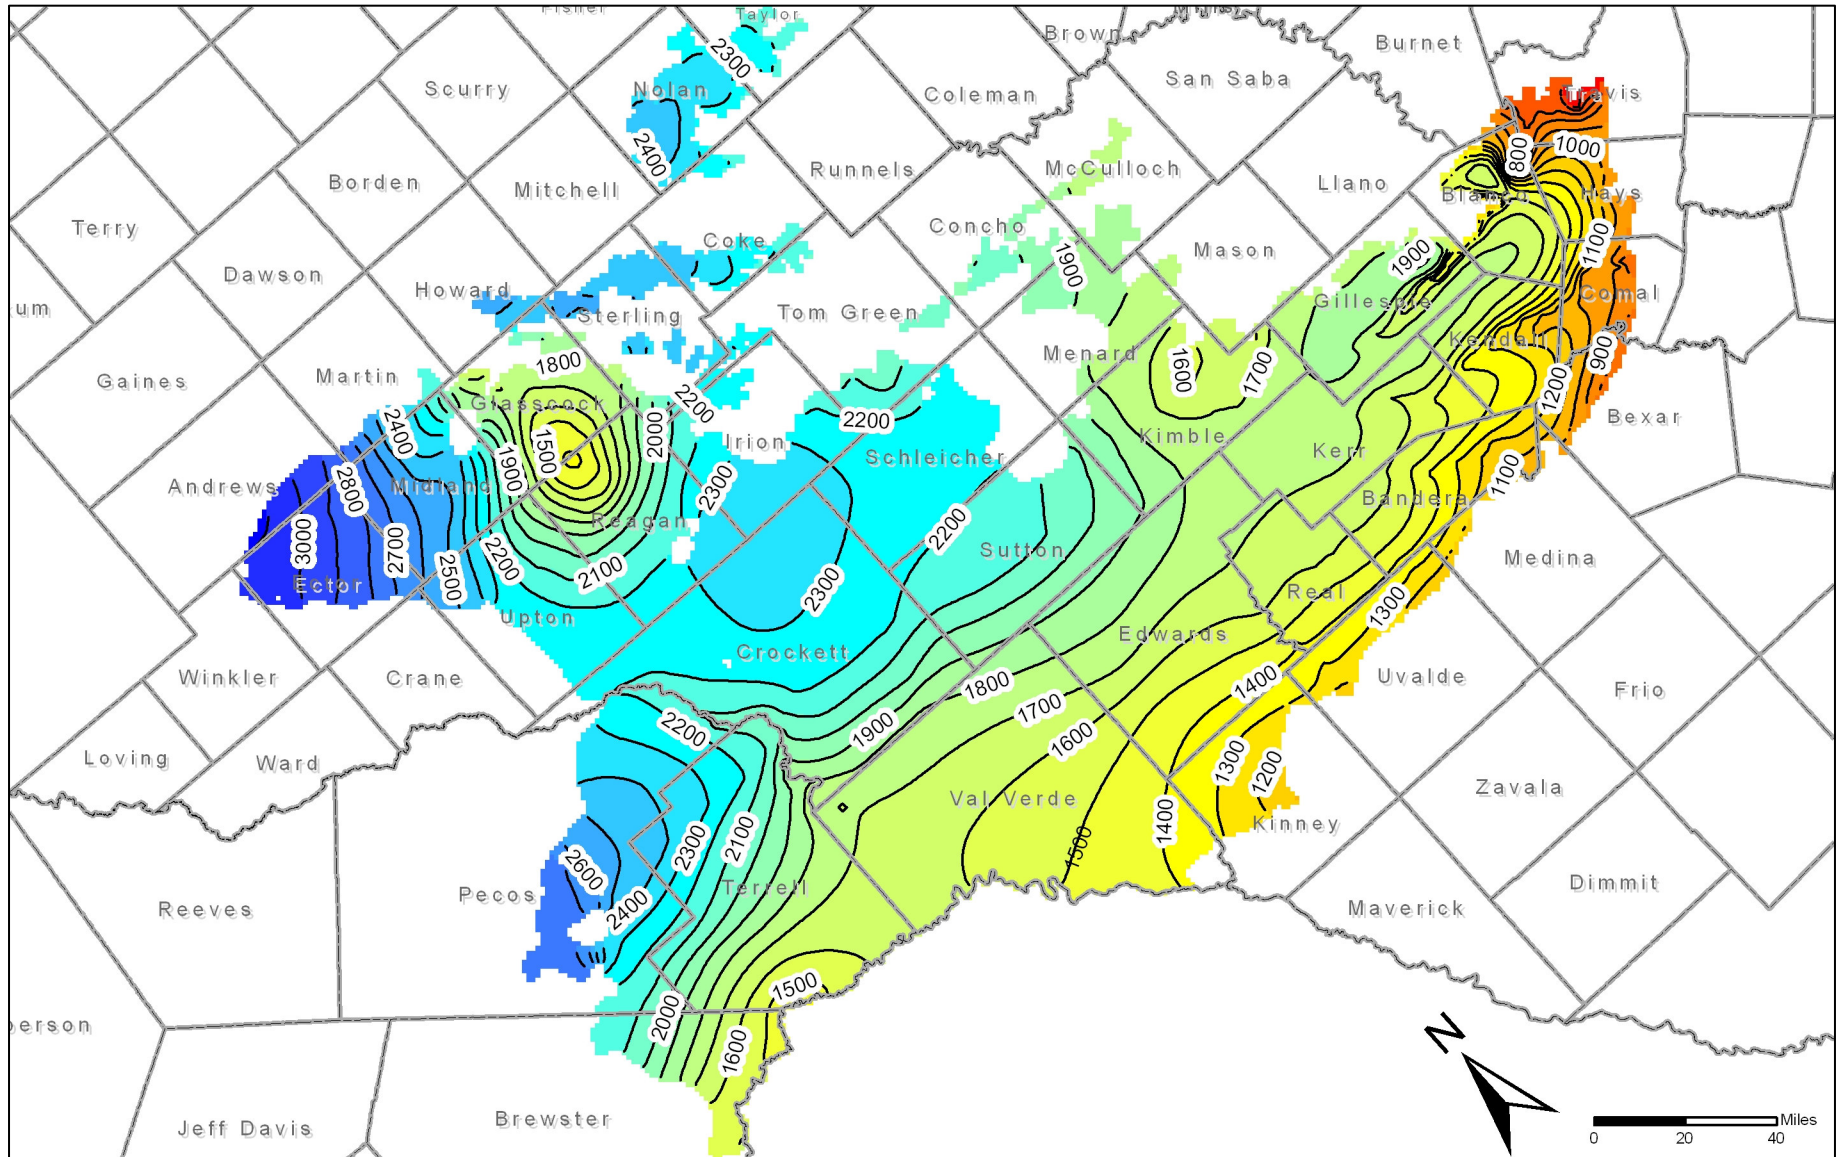 Fisher
Taylor
Brown
Mills
Burnet
Scurry
Nolan
2300
Coleman
San Saba
Travis
2400
Borden
Mitchell
Runnels
McCulloch
Llano
800
1000
Blanco
Hays
Terry
Dawson
Howard
Coke
Concho
Mason
1900
1900
1100
um
Sterling
Tom Green
Gillespie
Comal
Gaines
Martin
1800
Glasscock
Menard
1600
1700
Kendall
900
2400
2200
2200
1200
Bexar
Andrews
2800
Midland
1900
1500
2000
Irion
Schleicher
Kimble
Kerr
2300
Bandera
1100
3000
2700
2500
2200
Reagan
2100
2200
Sutton
Medina
Ector
Upton
2300
Real
1300
Winkler
Crane
Crockett
Edwards
1400
Uvalde
Frio
1800
Loving
Ward
2200
1900
1700
1600
1300
1200
Zavala
Val Verde
Kinney
Reeves
Pecos
2600
2300
2100
1500
1400
2400
Terrell
Maverick
Dimmit
1500
2000
1600
person
Jeff Davis
Brewster
N
Miles
0 20 40